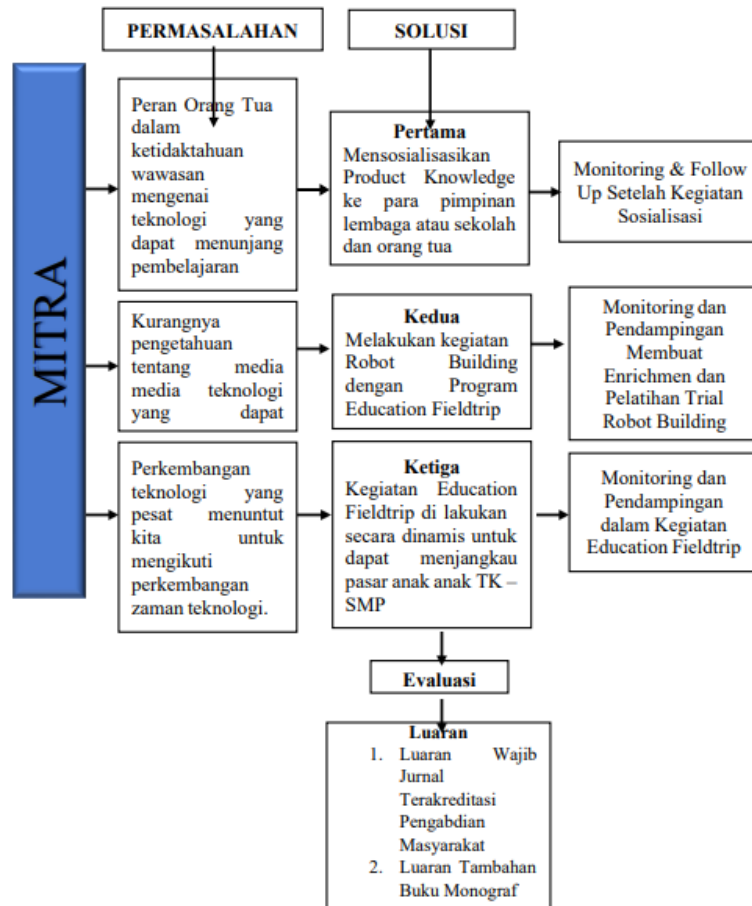 PERMASALAHAN
SOLUSI
MITRA
Peran Orang Tua
dalam
ketidaktahuan
wawasan
mengenai
teknologi yang
dapat menunjang
pembelajaran
Pertama
Mensosialisasikan
Product Knowledge
ke para pimpinan
lembaga atau sekolah
dan orang tua
Monitoring & Follow
Up Setelah Kegiatan
Sosialisasi
Kurangnya
pengetahuan
tentang media
media teknologi
yang dapat
Kedua
Melakukan kegiatan
Robot Building
dengan Program
Education Fieldtrip
Monitoring dan
Pendampingan
Membuat
Enrichmen dan
Pelatihan Trial
Robot Building
Perkembangan
teknologi yang
pesat menuntut
kita untuk
mengikuti
perkembangan
zaman teknologi.
Ketiga
Kegiatan Education
Fieldtrip di lakukan
secara dinamis untuk
dapat menjangkau
pasar anak anak TK –
SMP
Monitoring dan
Pendampingan
dalam Kegiatan
Education Fieldtrip
Evaluasi
Luaran
1. Luaran Wajib
Jurnal
Terakreditasi
Pengabdian
Masyarakat
2. Luaran Tambahan
Buku Monograf